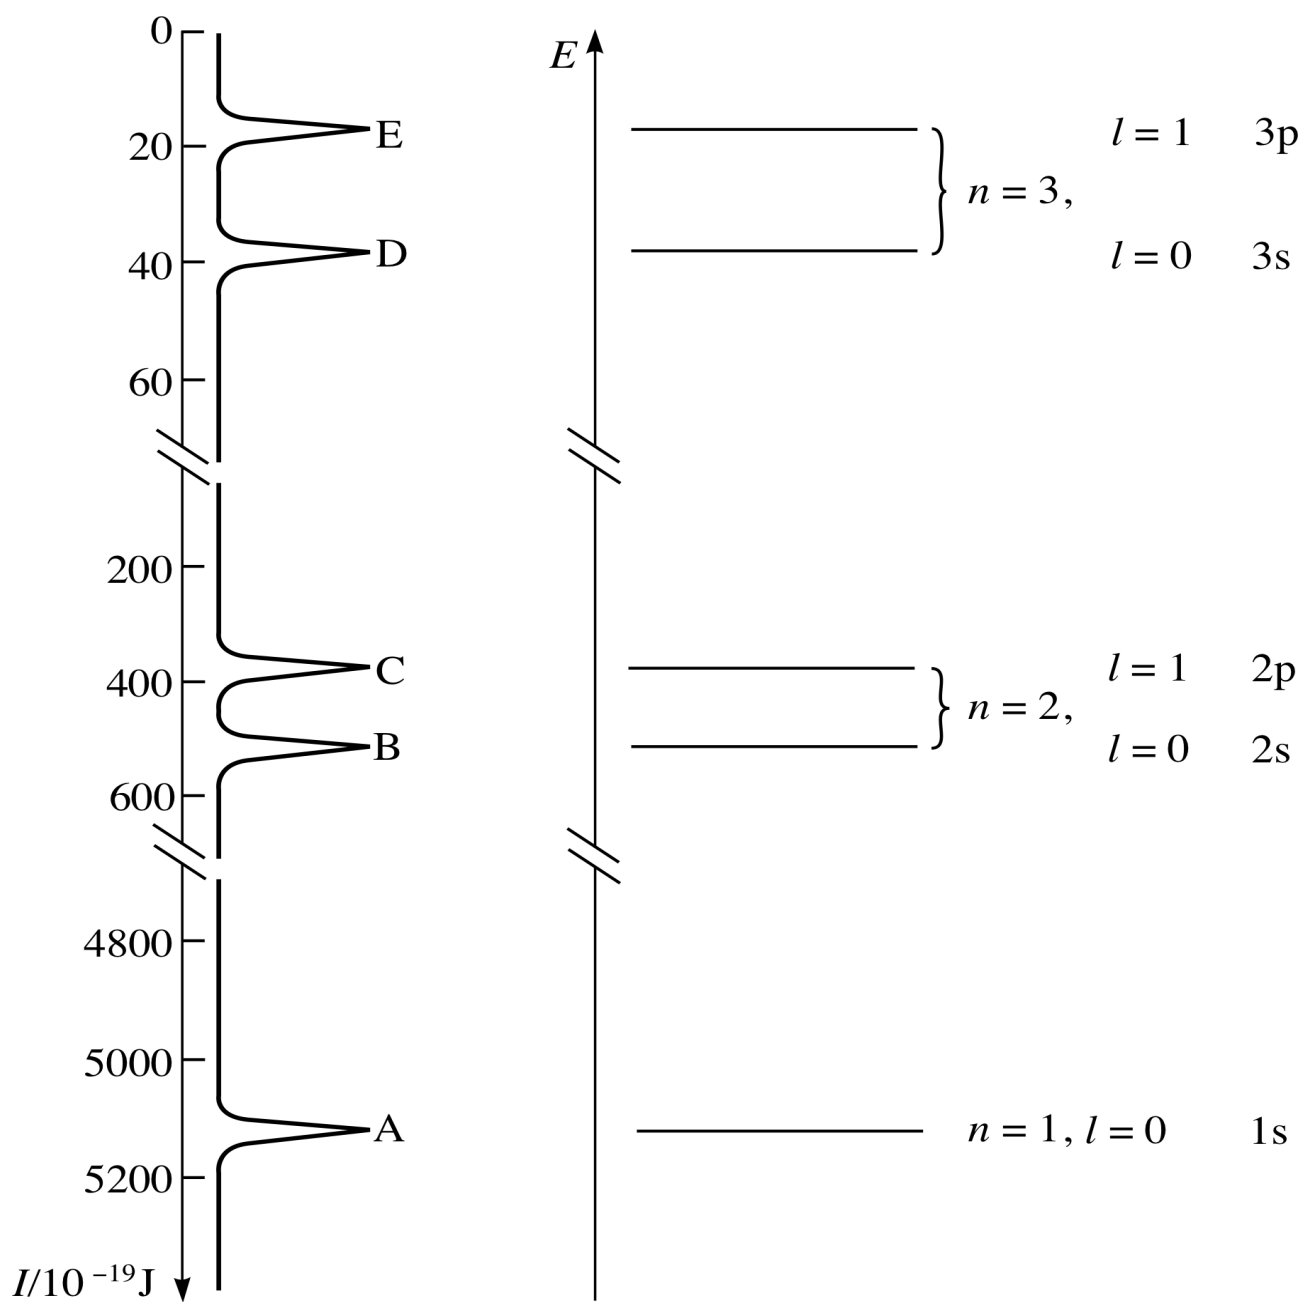 0
E
E
l = 1 3p
20
n = 3,
D
l = 0 3s
40
60
200
C
l = 1 2p
400
n = 2,
B
l = 0 2s
600
4800
5000
A
n = 1, l = 0 1s
5200
I/10 ⁻¹⁹J